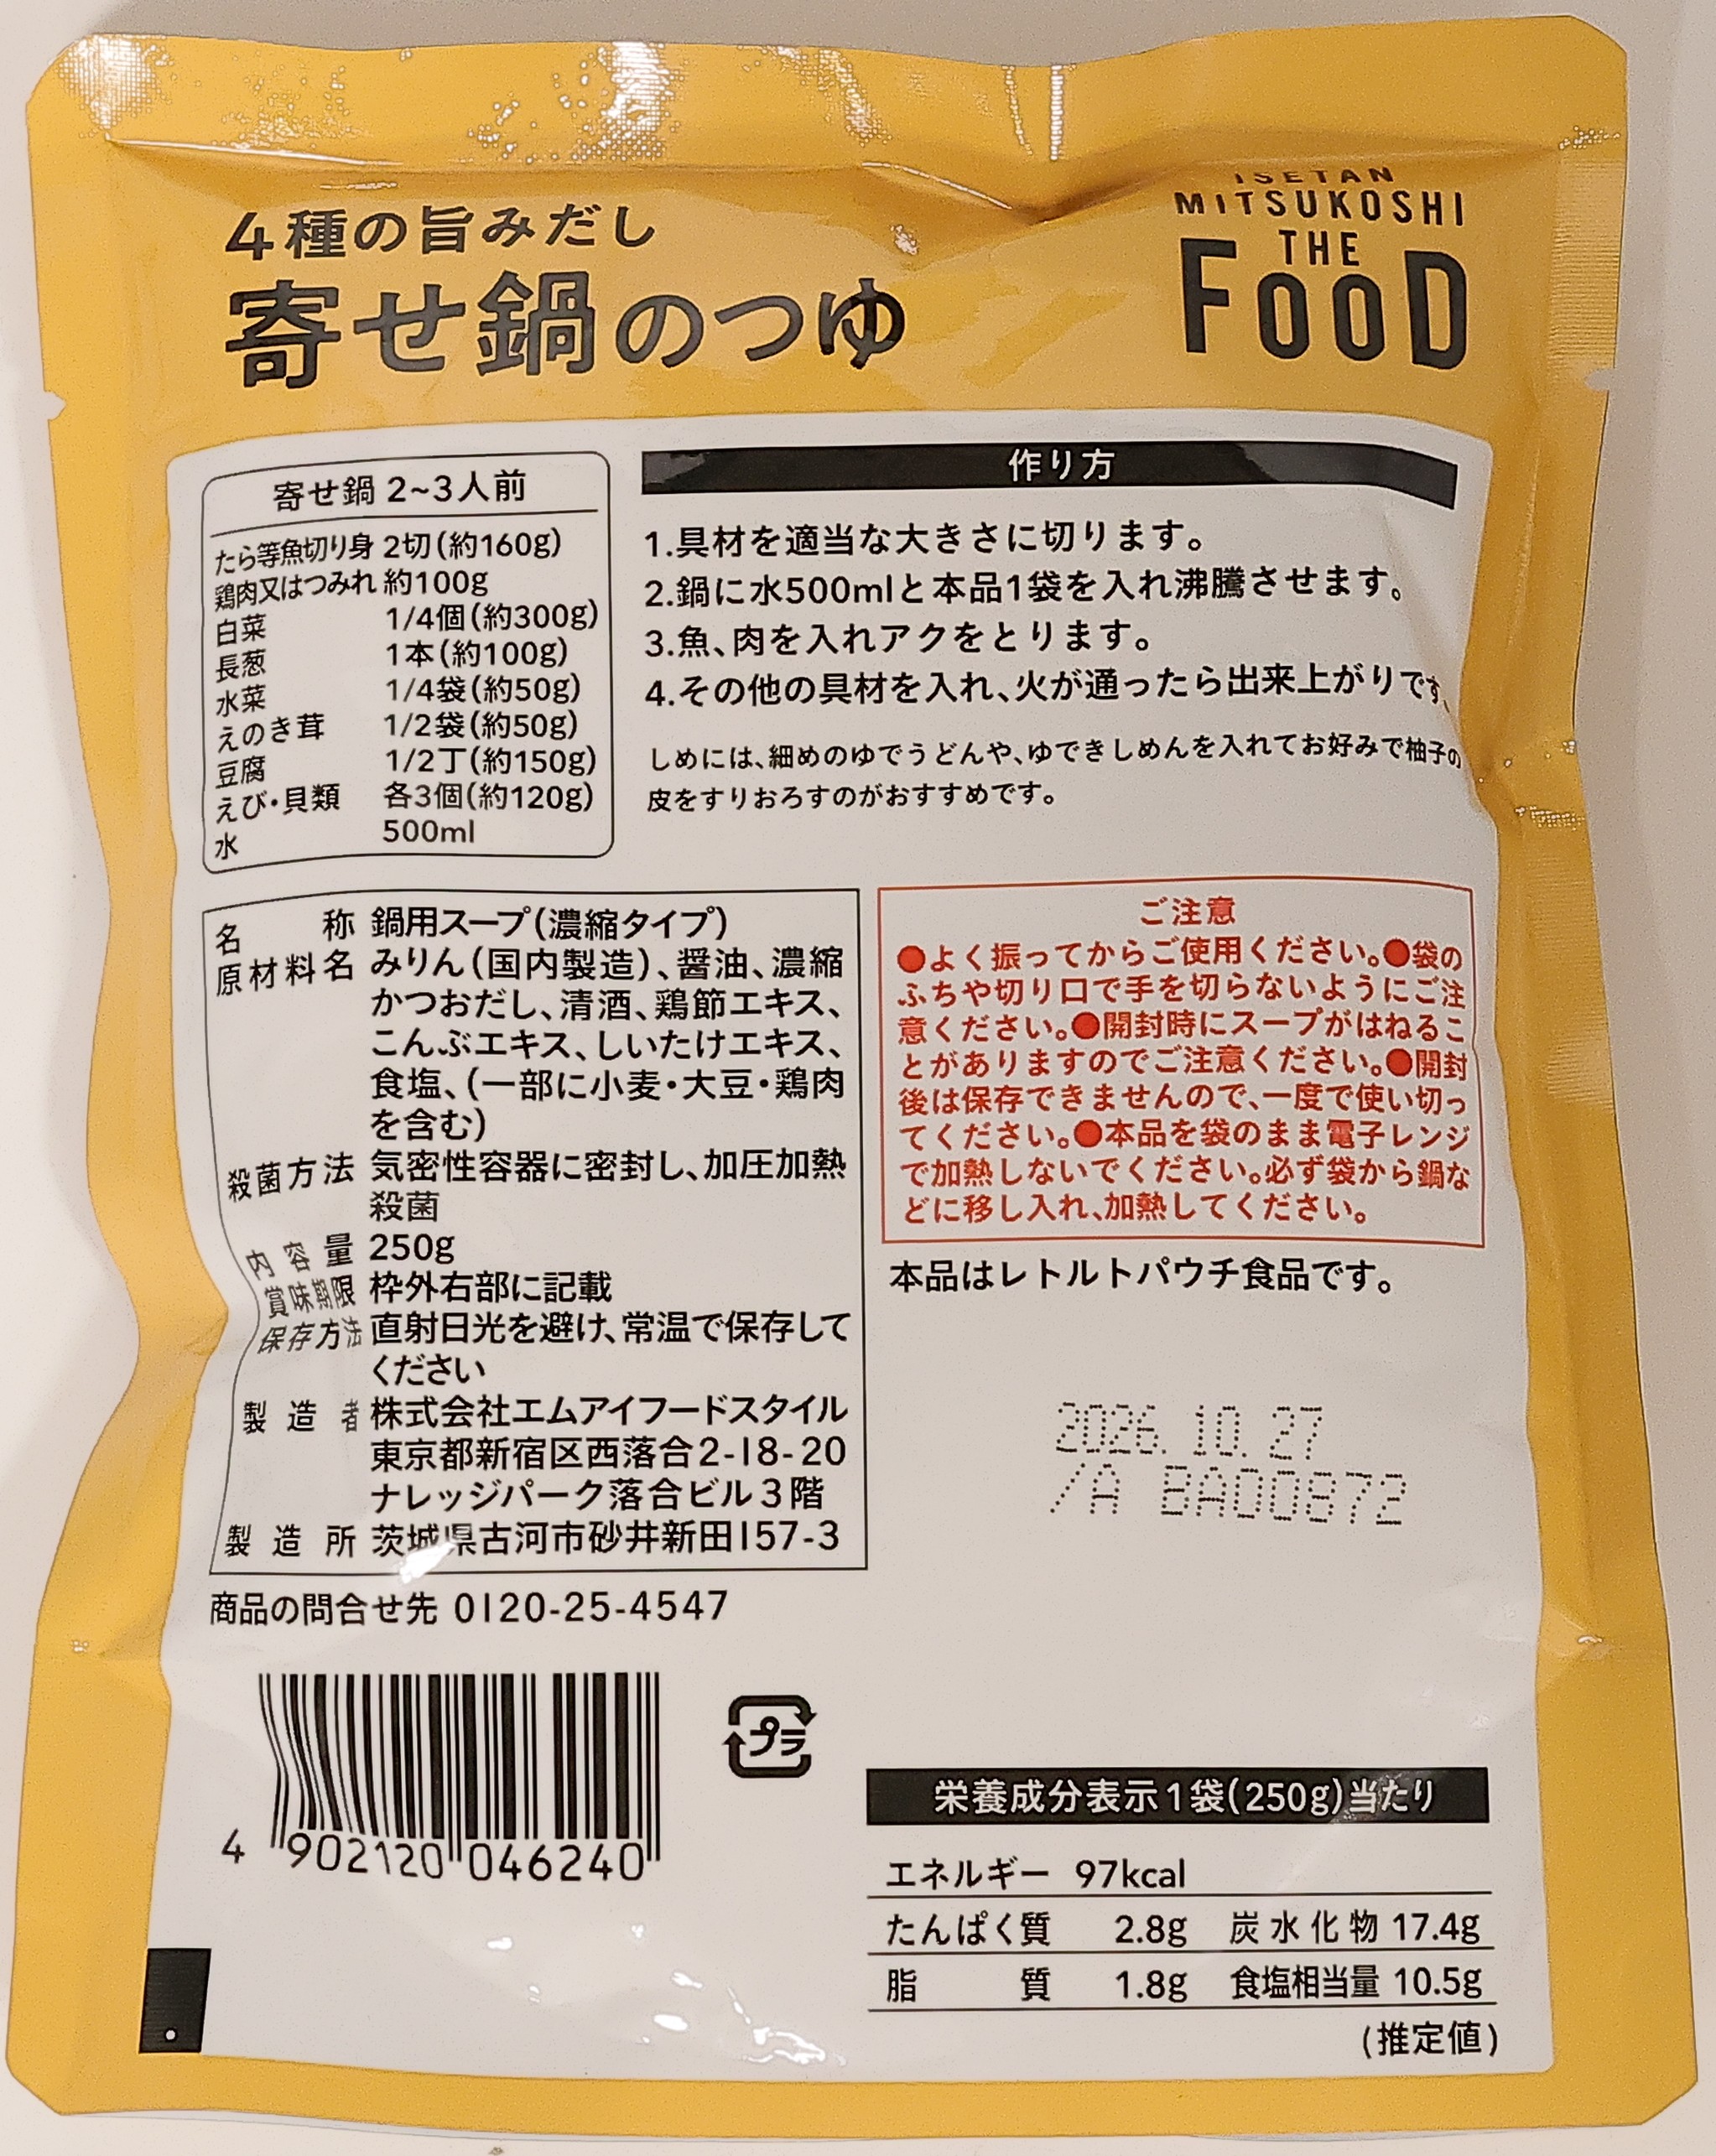 4種の旨みだし
寄せ鍋のつゆ
ISETAN
MITSUKOSHI
THE
FOOD
寄せ鍋 2~3人前
たら等魚切り身 2切(約160g)
鶏肉又はつみれ 約100g
白菜 1/4個(約300g)
長葱 1本(約100g)
水菜 1/4袋(約50g)
えのき茸 1/2袋(約50g)
豆腐 1/2丁(約150g)
えび・貝類 各3個(約120g)
水 500ml
作り方
1.具材を適当な大きさに切ります。
2.鍋に水500mlと本品1袋を入れ沸騰させます。
3.魚、肉を入れアクをとります。
4.その他の具材を入れ、火が通ったら出来上がりです。
しめには、細めのゆでうどんや、ゆできしめんを入れてお好みで柚子の
皮をすりおろすのがおすすめです。
名称 鍋用スープ(濃縮タイプ)
原材料名 みりん(国内製造)、醤油、濃縮
かつおだし、清酒、鶏節エキス、
こんぶエキス、しいたけエキス、
食塩、(一部に小麦・大豆・鶏肉
を含む)
殺菌方法 気密性容器に密封し、加圧加熱
殺菌
内容量 250g
賞味期限 枠外右部に記載
保存方法 直射日光を避け、常温で保存して
ください
製造者 株式会社エムアイフードスタイル
東京都新宿区西落合2-18-20
ナレッジパーク落合ビル3階
製造所 茨城県古河市砂井新田157-3
商品の問合せ先 0120-25-4547
ご注意
●よく振ってからご使用ください。●袋の
ふちや切り口で手を切らないようにご注
意ください。●開封時にスープがはねるこ
とがありますのでご注意ください。●開封
後は保存できませんので、一度で使い切っ
てください。●本品を袋のまま電子レンジ
で加熱しないでください。必ず袋から鍋な
どに移し入れ、加熱してください。
本品はレトルトパウチ食品です。
2026.10.27
/A BA00872
4 902120 046240
プラ
栄養成分表示1袋(250g)当たり
エネルギー 97kcal
たんぱく質 2.8g 炭水化物 17.4g
脂質 1.8g 食塩相当量 10.5g
(推定値)